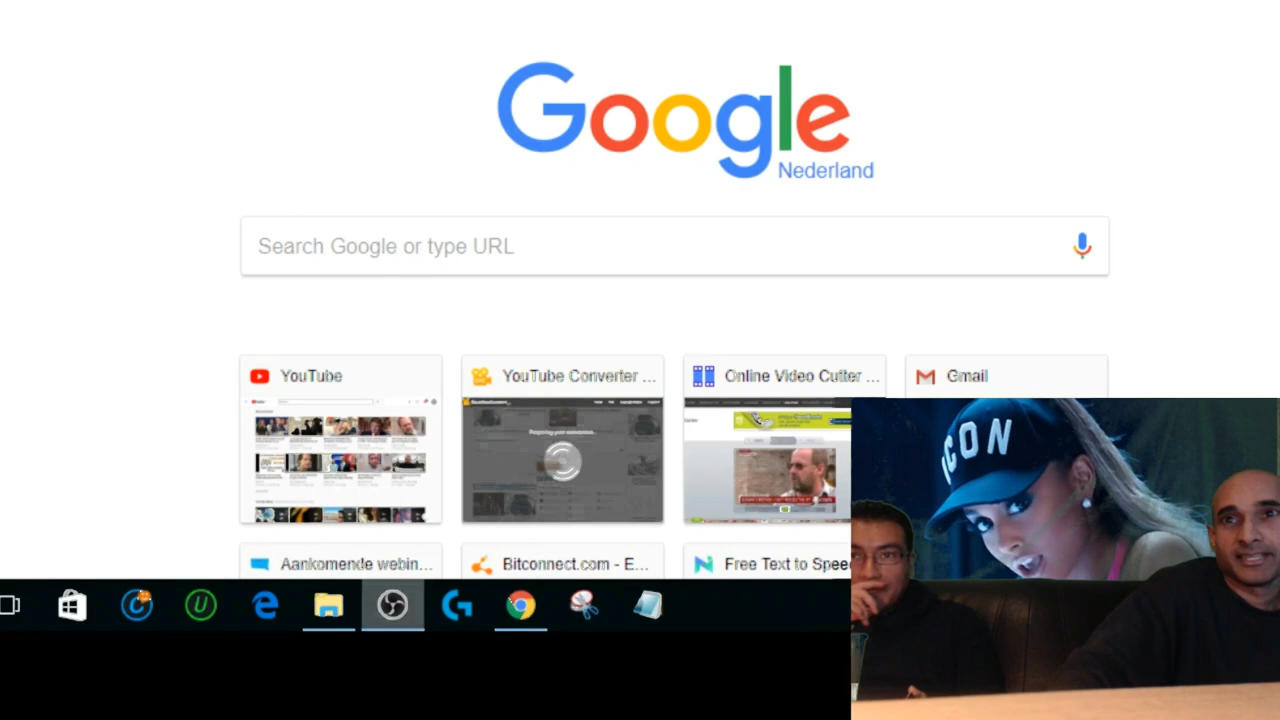 Google
Nederland
Search Google or type URL
YouTube
YouTube Converter ...
Online Video Cutter ...
Gmail
Aankomende webin...
Bitconnect.com - E...
Free Text to Spee
ICON